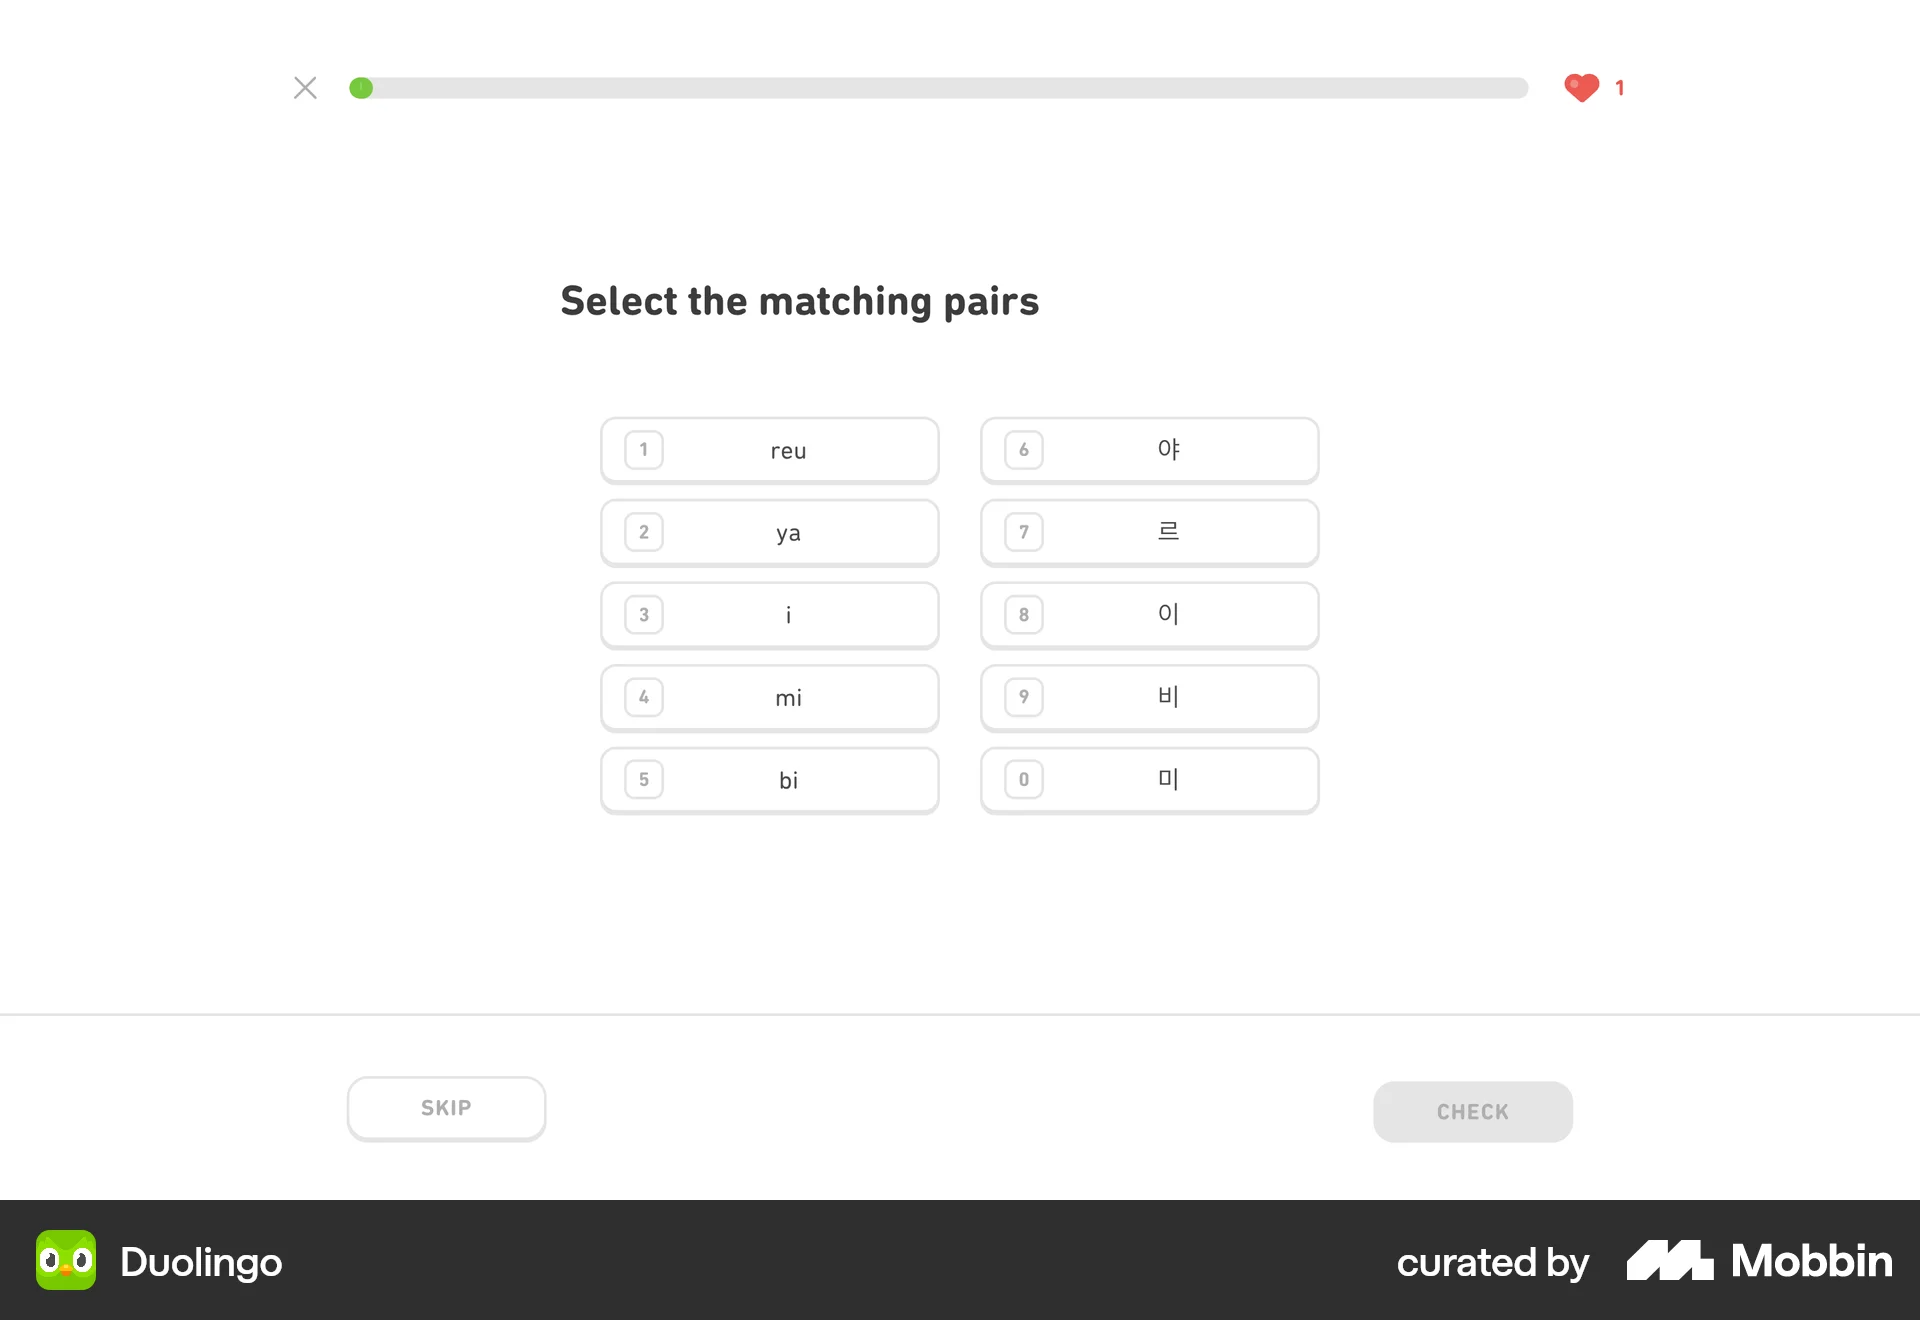 1
Select the matching pairs
1 reu
6 야
2 ya
7 르
3 i
8 이
4 mi
9 비
5 bi
0 미
SKIP
CHECK
Duolingo
curated by Mobbin